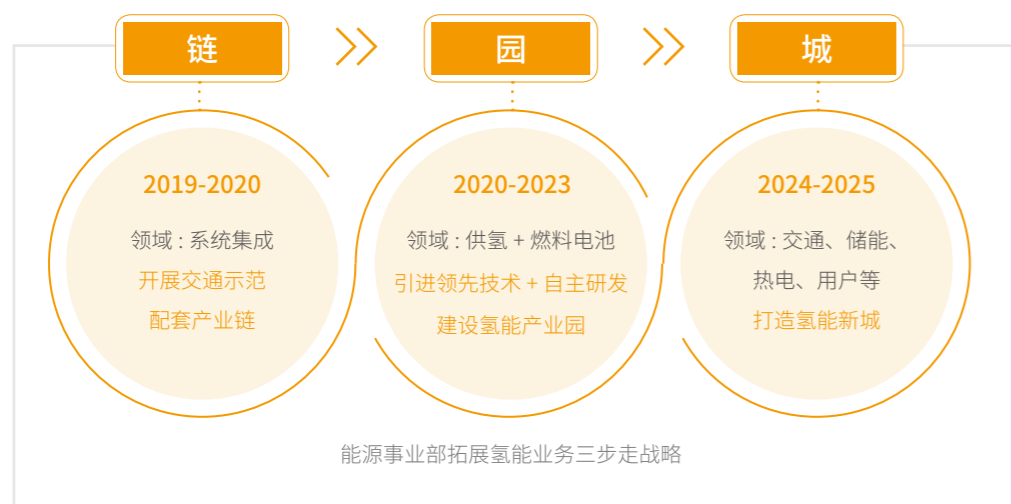 链
园
城
2019-2020
领域 : 系统集成
开展交通示范
配套产业链
2020-2023
领域 : 供氢 + 燃料电池
引进领先技术 + 自主研发
建设氢能产业园
2024-2025
领域 : 交通、储能、
热电、用户等
打造氢能新城
能源事业部拓展氢能业务三步走战略